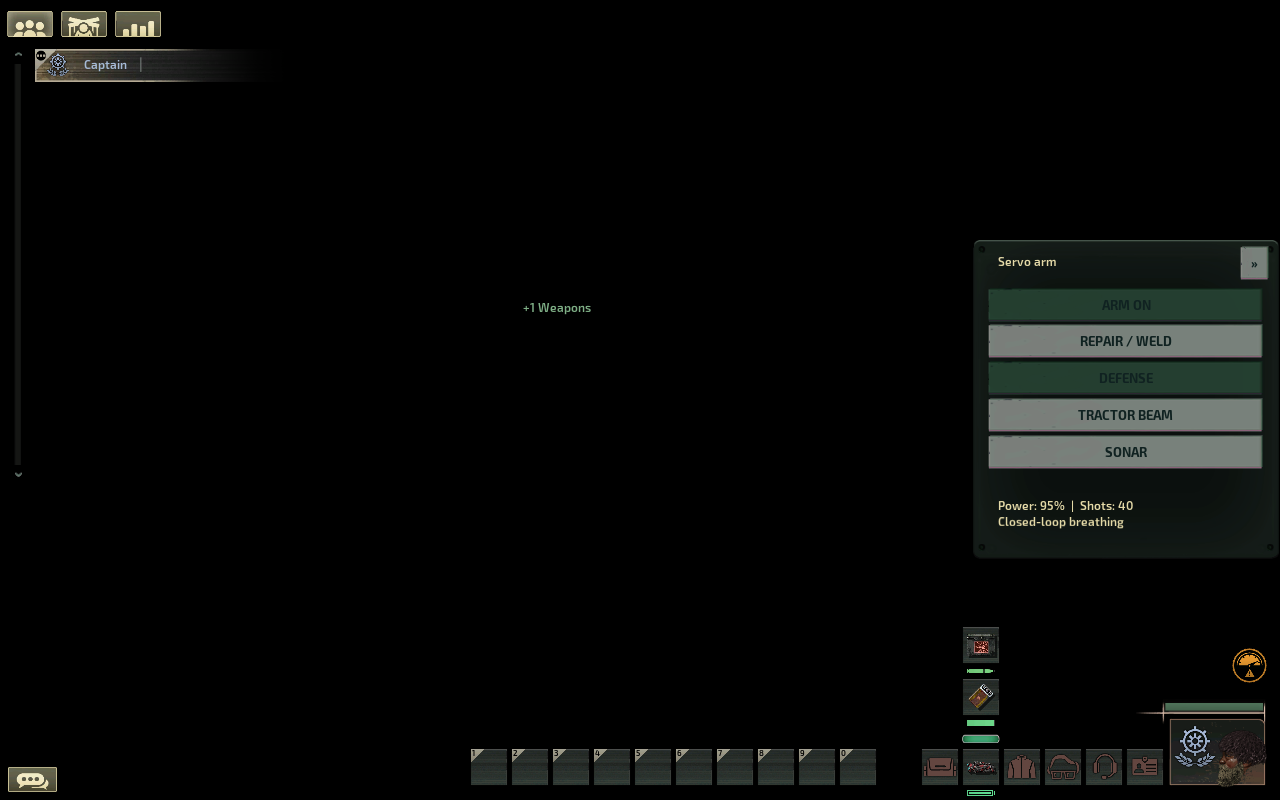 Captain
+1 Weapons
Servo arm
»
ARM ON
REPAIR / WELD
DEFENSE
TRACTOR BEAM
SONAR
Power: 95% | Shots: 40
Closed-loop breathing
1 2 3 4 5 6 7 8 9 0